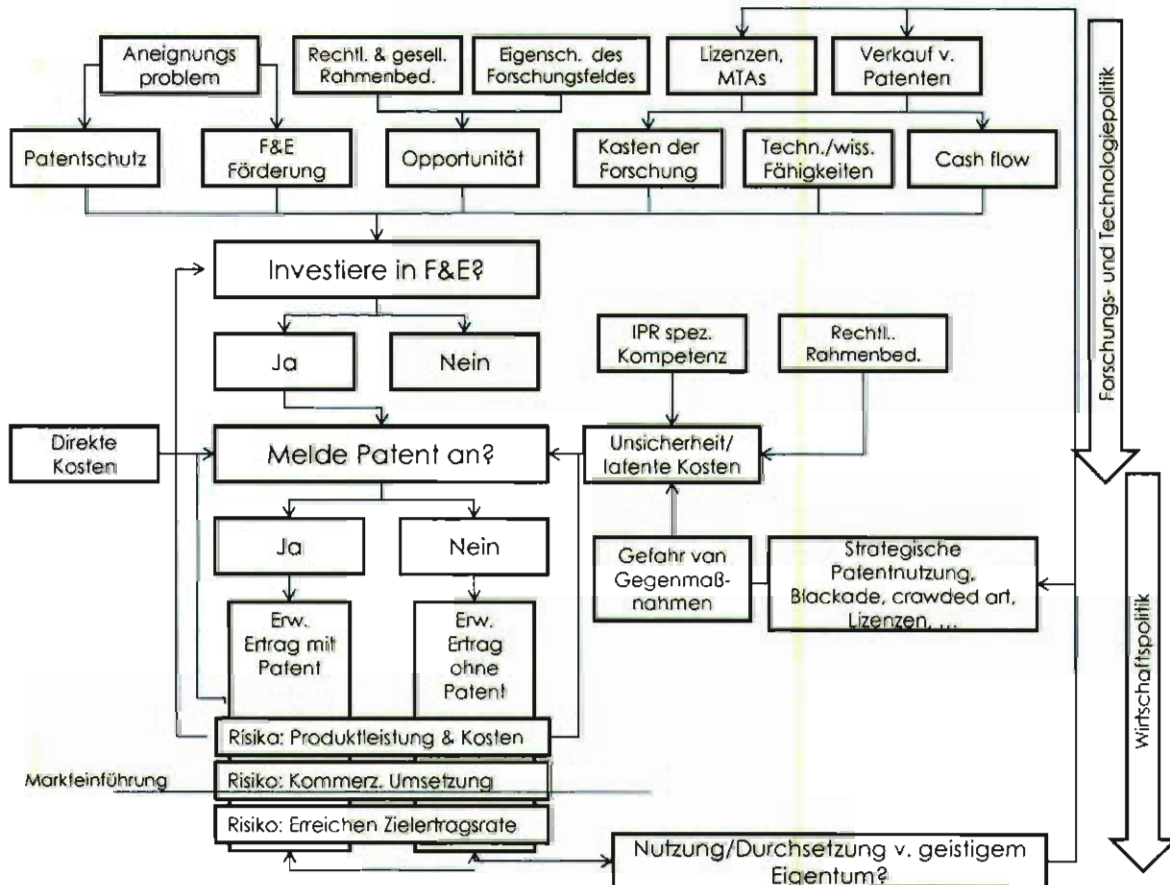 Aneignungs
problem
Rechtl. & gesell.
Rahmenbed.
Eigensch. des
Forschungsfeldes
Lizenzen,
MTAs
Verkauf v.
Patenten
Patentschutz
F&E
Förderung
Opportunität
Kasten der
Forschung
Techn./wiss.
Fähigkeiten
Cash flow
Investiere in F&E?
Ja
Nein
IPR spez.
Kompetenz
Rechtl..
Rahmenbed.
Direkte
Kosten
Melde Patent an?
Unsicherheit/
latente Kosten
Ja
Nein
Gefahr van
Gegenmaß-
nahmen
Strategische
Patentnutzung,
Blackade, crawded art,
Lizenzen, ...
Erw.
Ertrag mit
Patent
Erw.
Ertrag
ohne
Patent
Risika: Produktleistung & Kosten
Markteinführung
Risiko: Kommerz. Umsetzung
Risiko: Erreichen Zielertragsrate
Nutzung/Durchsetzung v. geistigem
Eigentum?
Forschungs- und Technologiepolitik
Wirtschaftspolitik